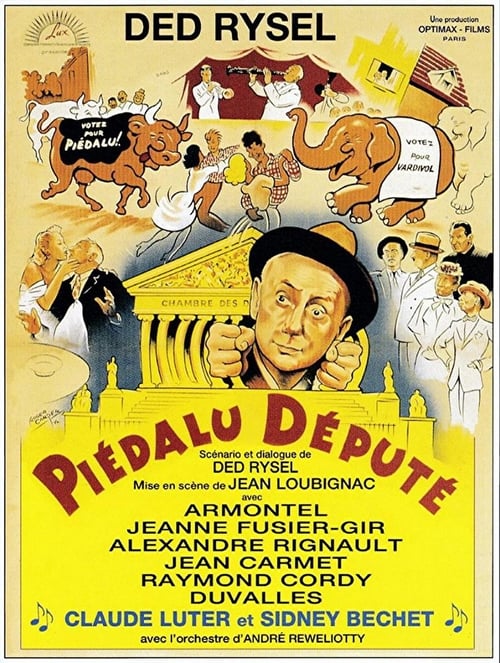 Lux
présente
DED RYSEL
Une production
OPTIMAX - FILMS
PARIS
VOTEZ
POUR
PIÉDALU!!
VOTEZ
POUR
VARDIVOL
CHAMBRE DES D
PIÉDALU DÉPUTÉ
Scénario et dialogue de
DED RYSEL
Mise en scène de JEAN LOUBIGNAC
avec
ARMONTEL
JEANNE FUSIER-GIR
ALEXANDRE RIGNAULT
JEAN CARMET
RAYMOND CORDY
DUVALLES
CLAUDE LUTER et SIDNEY BECHET
avec l'orchestre d'ANDRÉ REWELIOTTY